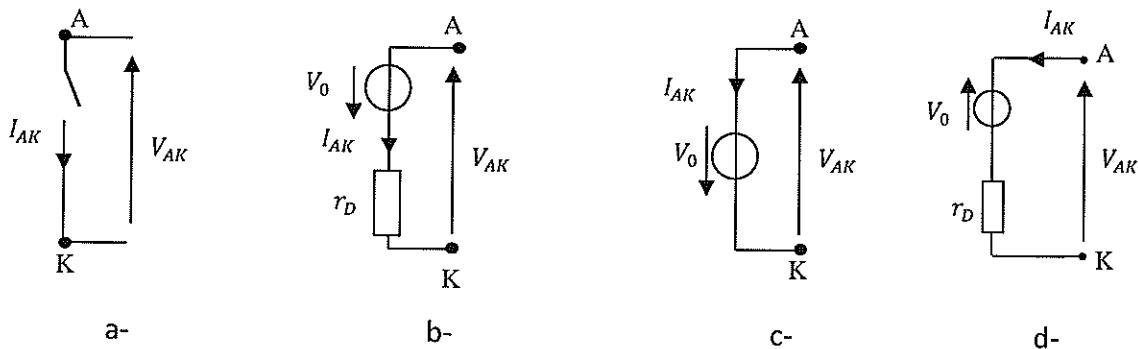 A
I_AK
V_AK
K
a-
A
V_0
I_AK
V_AK
r_D
K
b-
A
I_AK
V_0
V_AK
K
c-
I_AK
A
V_0
V_AK
r_D
K
d-